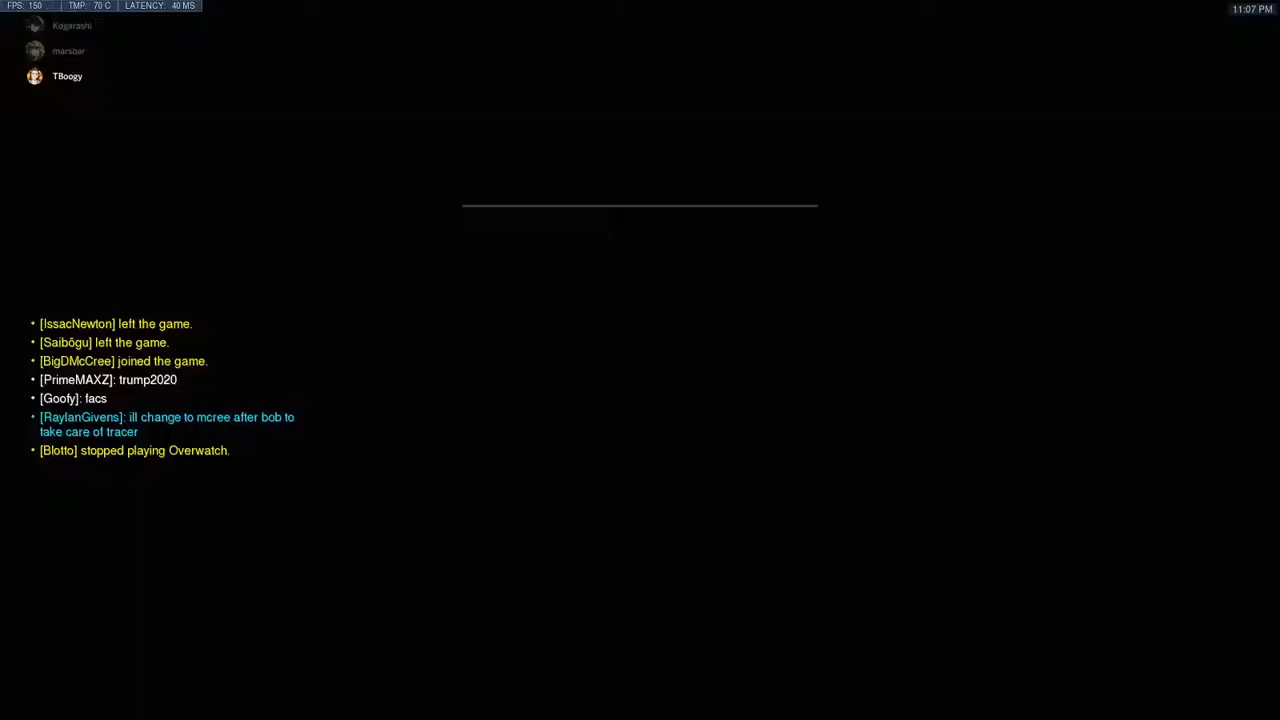 FPS: 150 TMP: 70 C LATENCY: 40 MS
11:07 PM
Kogarashi
marsbar
TBoogy
• [IssacNewton] left the game.
• [Saibōgu] left the game.
• [BigDMcCree] joined the game.
• [PrimeMAXZ]: trump2020
• [Goofy]: facs
• [RaylanGivens]: ill change to mcree after bob to
take care of tracer
• [Blotto] stopped playing Overwatch.